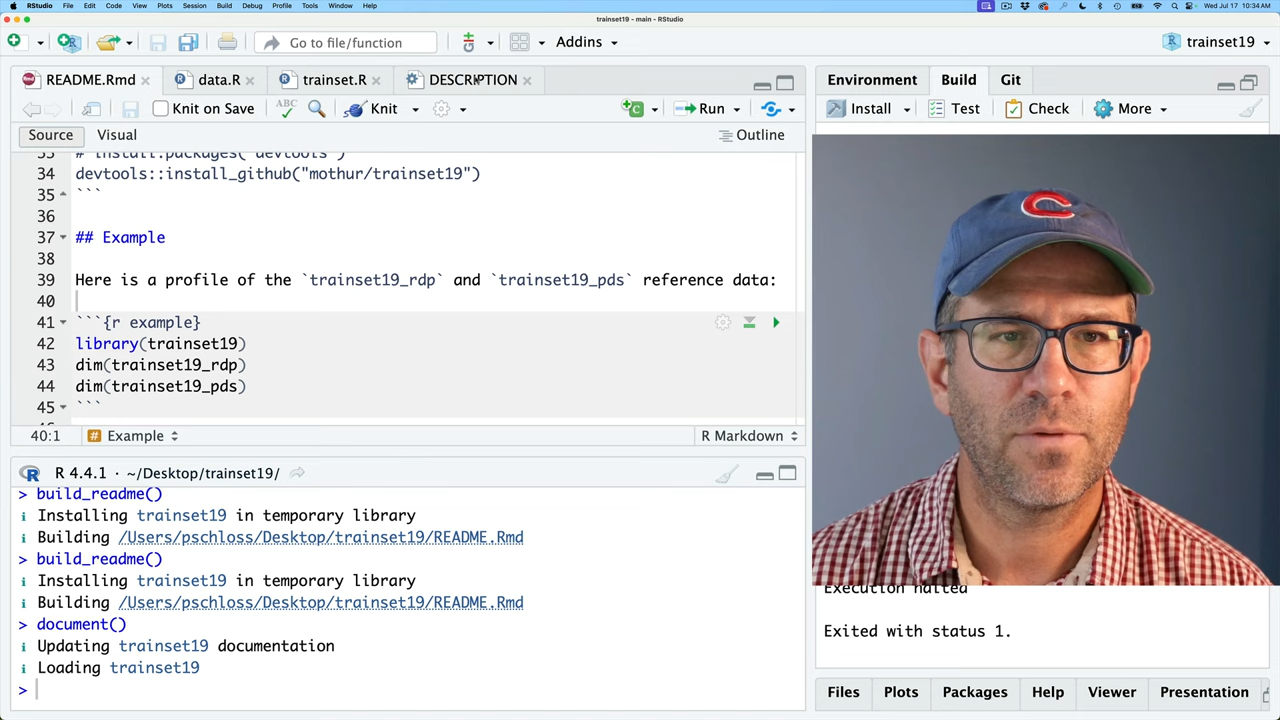 RStudio File Edit Code View Plots Session Build Debug Profile Tools Window Help Wed Jul 17 10:34 AM
trainset19 - main - RStudio
Go to file/function Addins trainset19
README.Rmd data.R trainset.R DESCRIPTION
Knit on Save ABC Knit Run
Source Visual Outline
33 # install.packages("devtools")
34 devtools::install_github("mothur/trainset19")
35 ```
36
37 ## Example
38
39 Here is a profile of the `trainset19_rdp` and `trainset19_pds` reference data:
40
41 ```{r example}
42 library(trainset19)
43 dim(trainset19_rdp)
44 dim(trainset19_pds)
45 ```
40:1 # Example R Markdown
R 4.4.1 · ~/Desktop/trainset19/
> build_readme()
i Installing trainset19 in temporary library
i Building /Users/pschloss/Desktop/trainset19/README.Rmd
> build_readme()
i Installing trainset19 in temporary library
i Building /Users/pschloss/Desktop/trainset19/README.Rmd
> document()
i Updating trainset19 documentation
i Loading trainset19
>
Environment Build Git
Install Test Check More
C
Execution halted
Exited with status 1.
Files Plots Packages Help Viewer Presentation